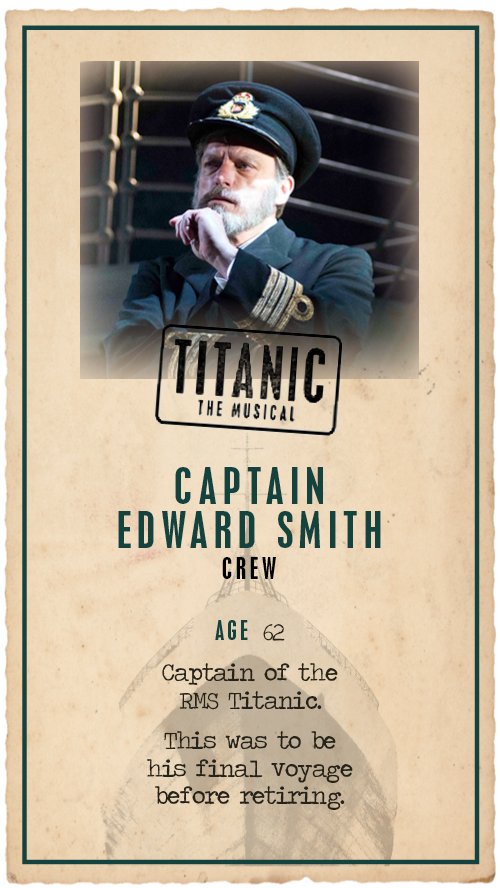 TITANIC
THE MUSICAL
CAPTAIN
EDWARD SMITH
CREW
AGE 62
Captain of the
RMS Titanic.
This was to be
his final voyage
before retiring.